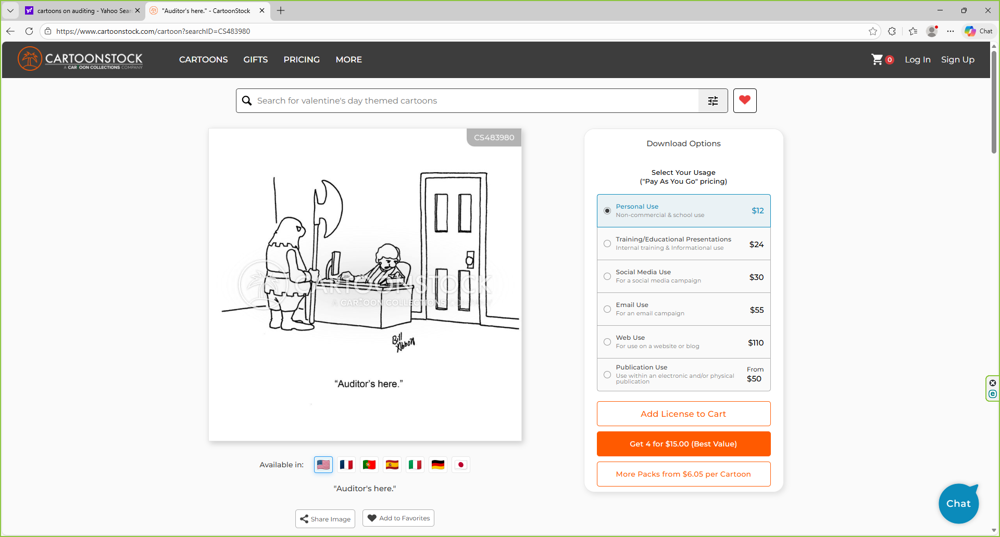 cartoons on auditing - Yahoo Sear
"Auditor's here." - CartoonStock
https://www.cartoonstock.com/cartoon?searchID=CS483980
Chat
CARTOONSTOCK
A CAR OON COLLECTIONS COMPANY
CARTOONS
GIFTS
PRICING
MORE
0
Log In
Sign Up
Search for valentine's day themed cartoons
CS483980
CARTOONSTOCK
A CARTOON COLLECTIONS COMPANY
Bill
Abbott
“Auditor’s here.”
Available in:
"Auditor's here."
Share Image
Add to Favorites
Download Options
Select Your Usage
("Pay As You Go" pricing)
Personal Use
Non-commercial & school use
$12
Training/Educational Presentations
Internal training & Informational use
$24
Social Media Use
For a social media campaign
$30
Email Use
For an email campaign
$55
Web Use
For use on a website or blog
$110
Publication Use
Use within an electronic and/or physical
publication
From
$50
Add License to Cart
Get 4 for $15.00 (Best Value)
More Packs from $6.05 per Cartoon
Chat